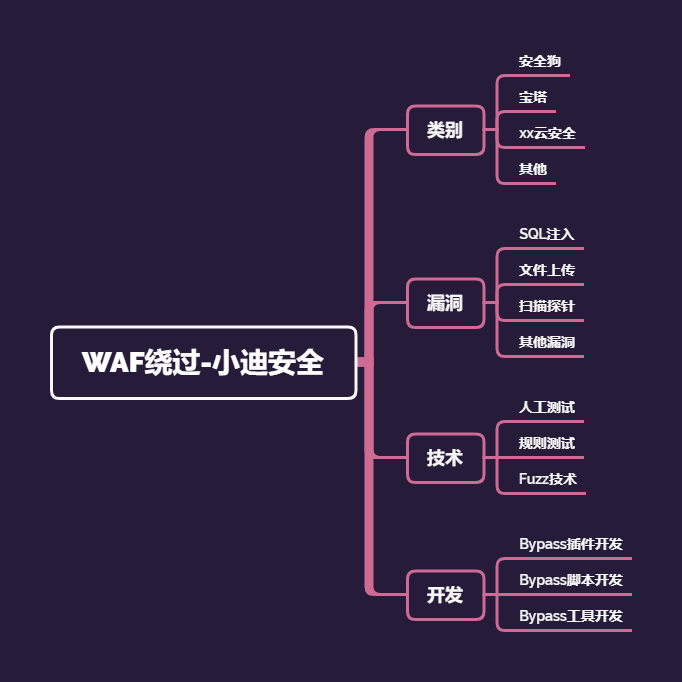 WAF绕过-小迪安全
类别
安全狗
宝塔
xx云安全
其他
漏洞
SQL注入
文件上传
扫描探针
其他漏洞
技术
人工测试
规则测试
Fuzz技术
开发
Bypass插件开发
Bypass脚本开发
Bypass工具开发